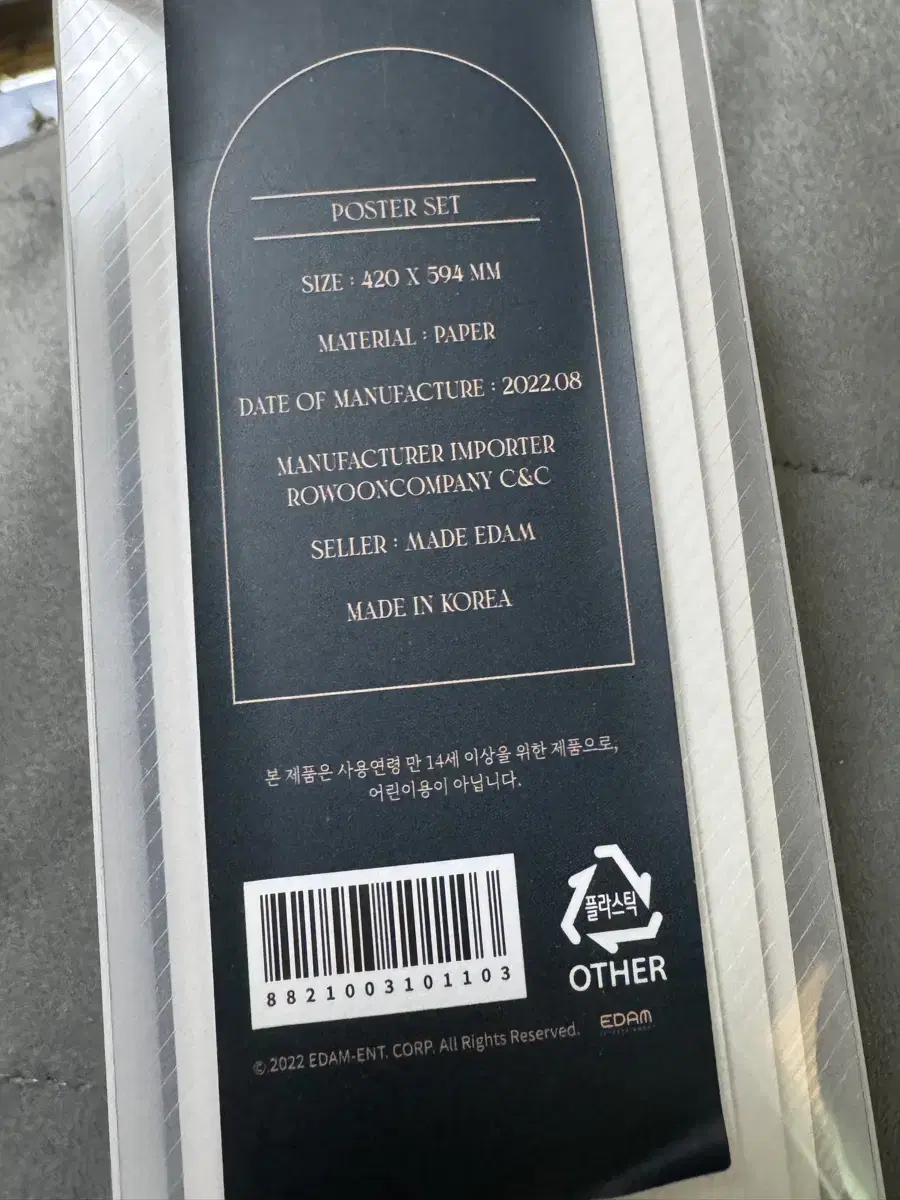 POSTER SET
SIZE : 420 X 594 MM
MATERIAL : PAPER
DATE OF MANUFACTURE : 2022.08
MANUFACTURER IMPORTER
ROWOONCOMPANY C&C
SELLER : MADE EDAM
MADE IN KOREA
본 제품은 사용연령 만 14세 이상을 위한 제품으로,
어린이용이 아닙니다.
8821003101103
플라스틱
OTHER
EDAM
© 2022 EDAM-ENT. CORP. All Rights Reserved.